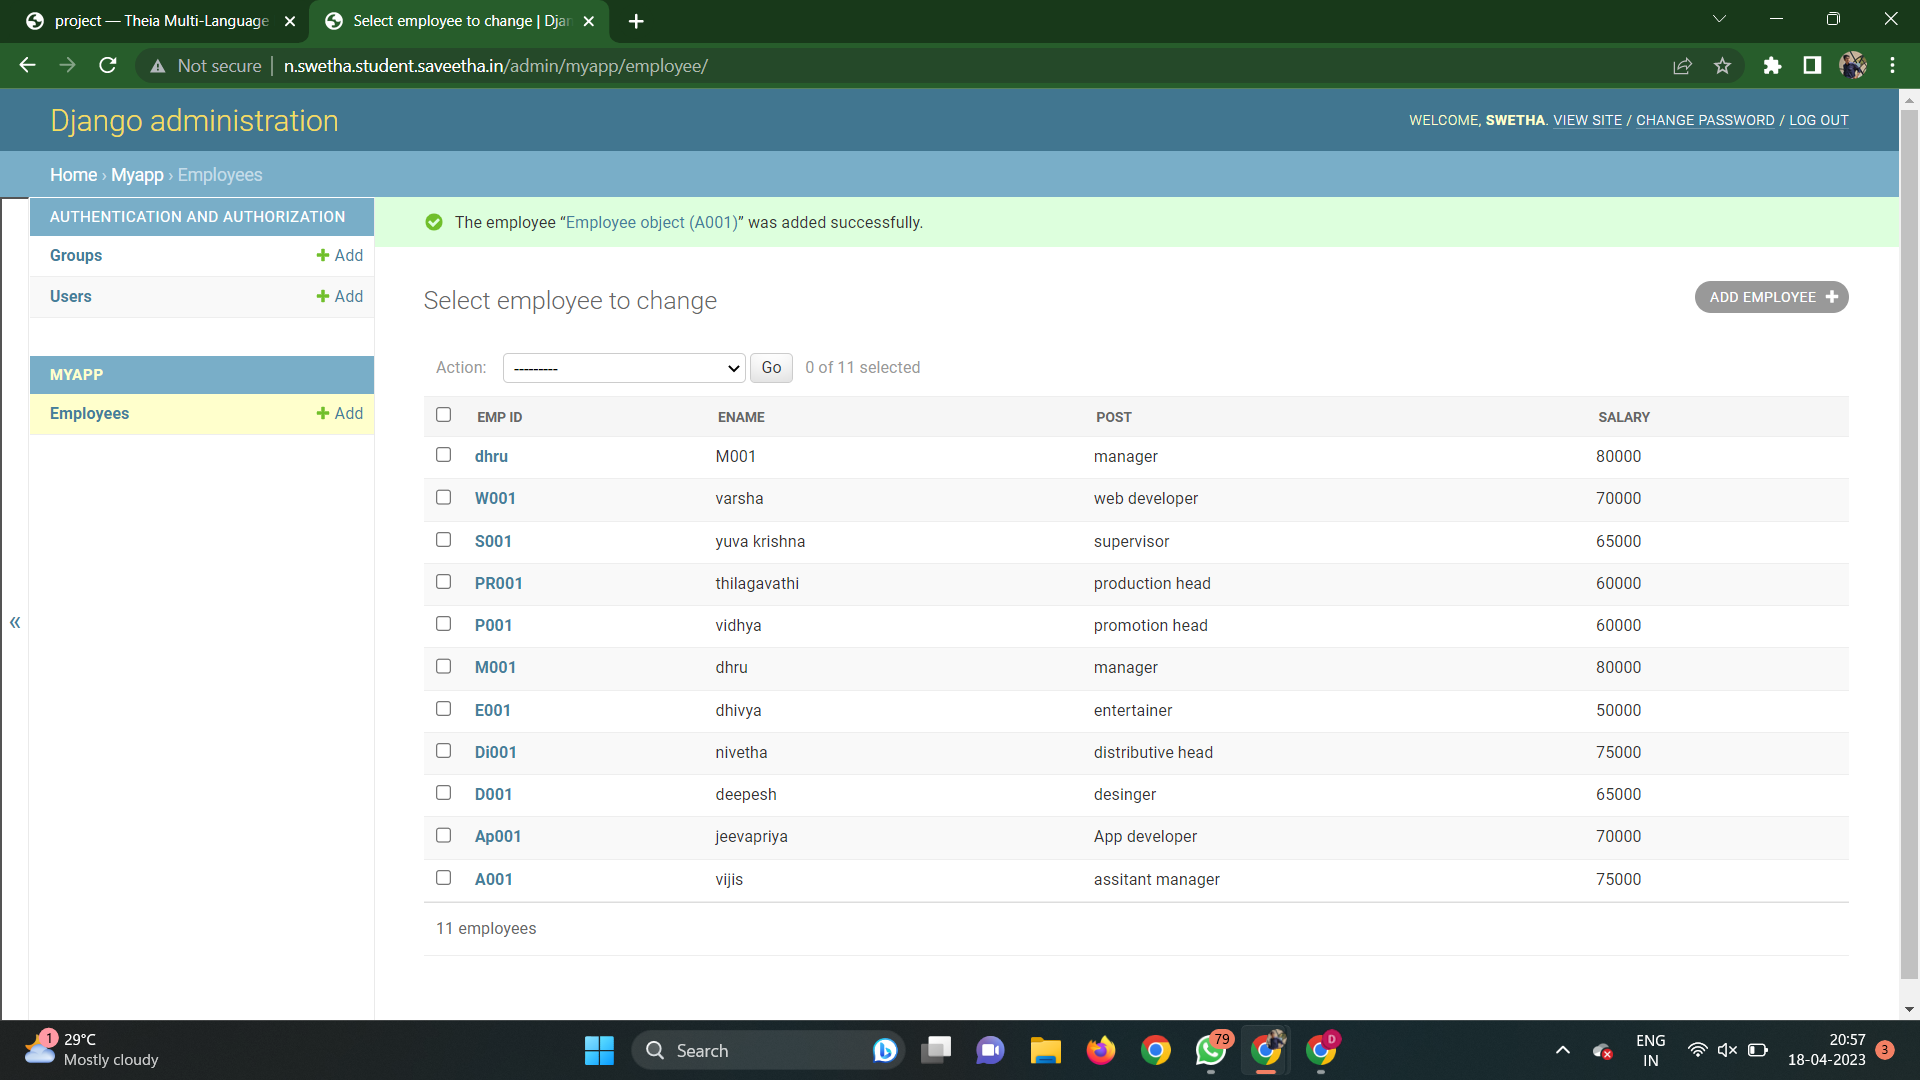 project — Theia Multi-Language
Select employee to change | Djan
Not secure | n.swetha.student.saveetha.in/admin/myapp/employee/
Django administration
WELCOME, SWETHA. VIEW SITE / CHANGE PASSWORD / LOG OUT
Home › Myapp › Employees
AUTHENTICATION AND AUTHORIZATION
Groups + Add
Users + Add
MYAPP
Employees + Add
«
The employee “Employee object (A001)” was added successfully.
Select employee to change
ADD EMPLOYEE +
Action: --------- Go 0 of 11 selected
EMP ID ENAME POST SALARY
dhru M001 manager 80000
W001 varsha web developer 70000
S001 yuva krishna supervisor 65000
PR001 thilagavathi production head 60000
P001 vidhya promotion head 60000
M001 dhru manager 80000
E001 dhivya entertainer 50000
Di001 nivetha distributive head 75000
D001 deepesh desinger 65000
Ap001 jeevapriya App developer 70000
A001 vijis assitant manager 75000
11 employees
1
29°C
Mostly cloudy
Search
79
D
ENG
IN
20:57
18-04-2023
3